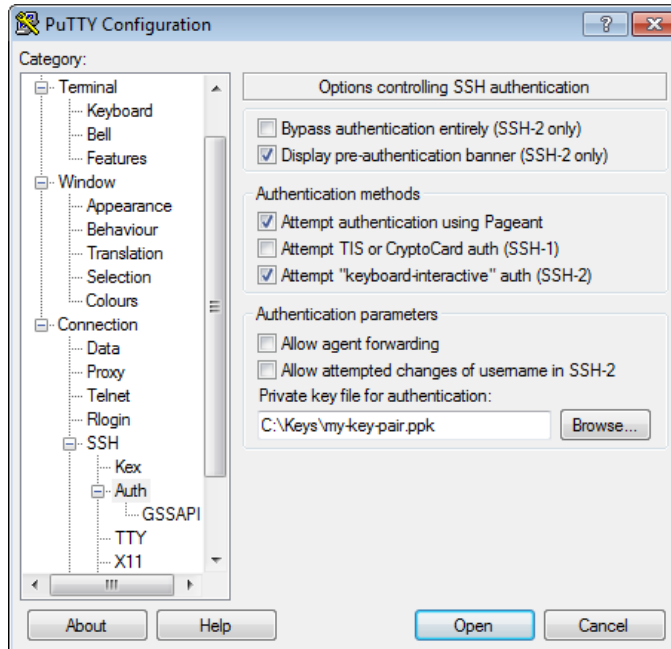 PuTTY Configuration
Category:
Terminal
Keyboard
Bell
Features
Window
Appearance
Behaviour
Translation
Selection
Colours
Connection
Data
Proxy
Telnet
Rlogin
SSH
Kex
Auth
GSSAPI
TTY
X11
Options controlling SSH authentication
Bypass authentication entirely (SSH-2 only)
Display pre-authentication banner (SSH-2 only)
Authentication methods
Attempt authentication using Pageant
Attempt TIS or CryptoCard auth (SSH-1)
Attempt "keyboard-interactive" auth (SSH-2)
Authentication parameters
Allow agent forwarding
Allow attempted changes of username in SSH-2
Private key file for authentication:
C:\Keys\my-key-pair.ppk
Browse...
About
Help
Open
Cancel